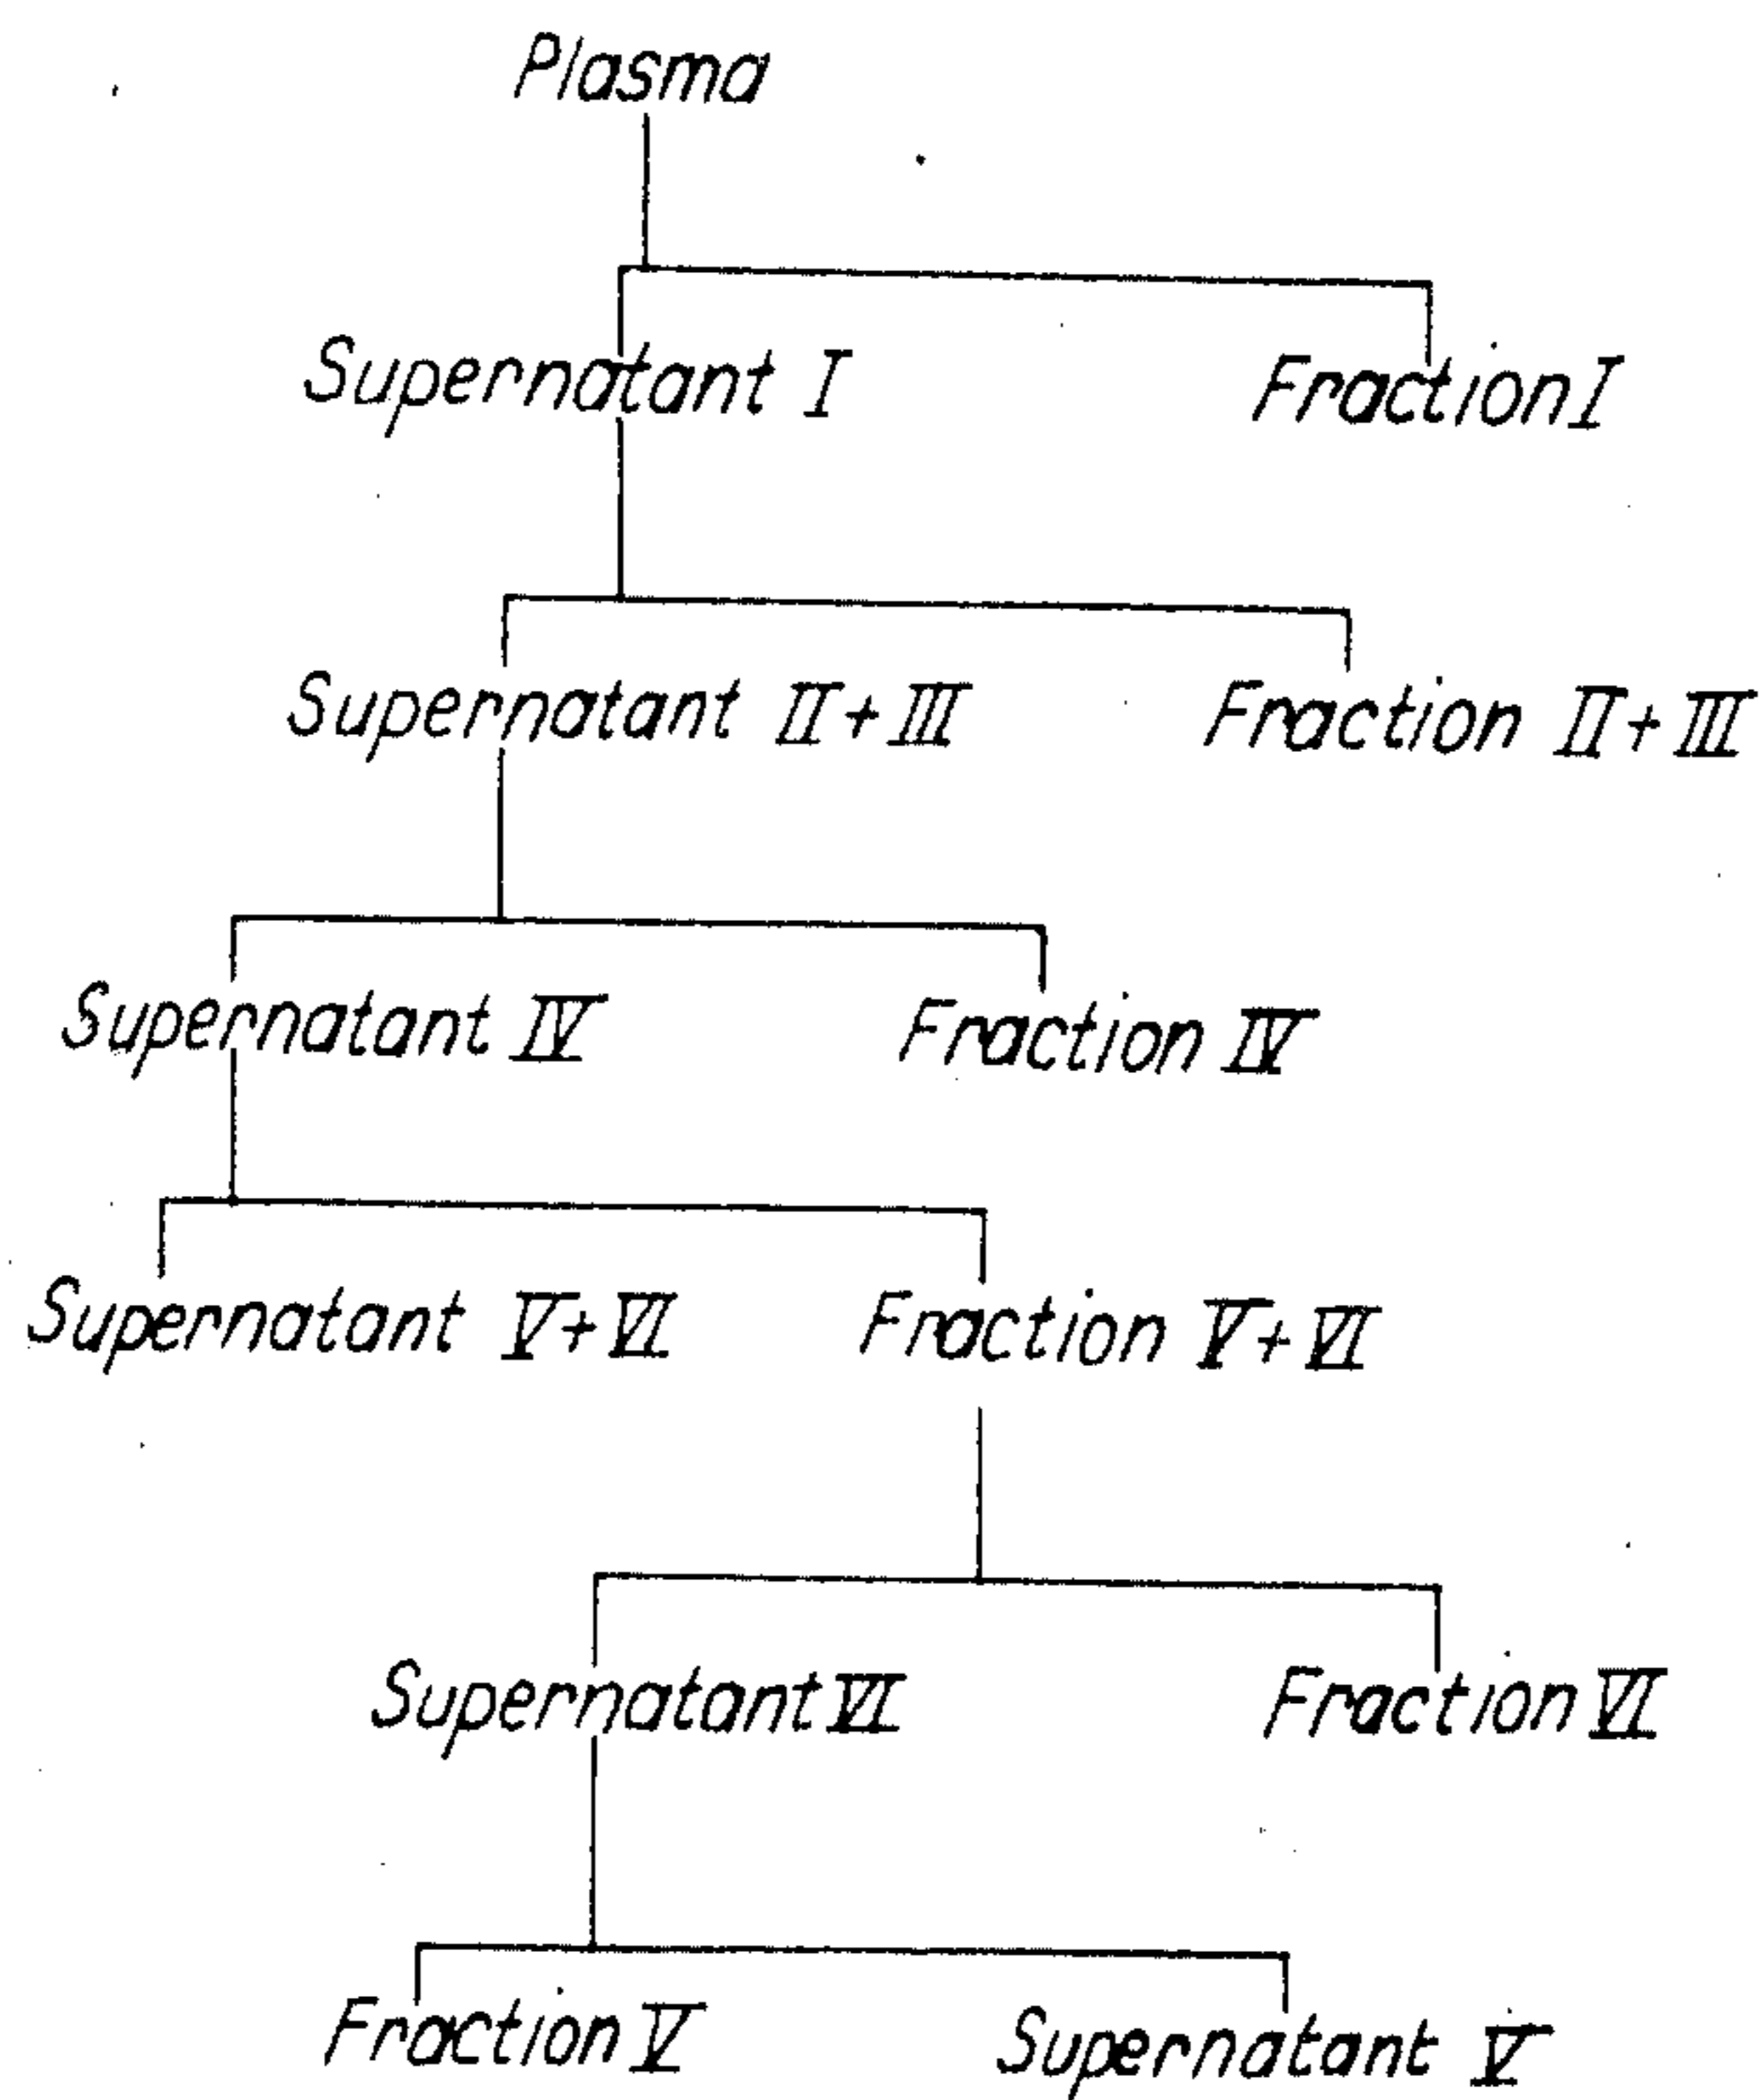 Plasma
Supernatant I Fraction I
Supernatant II+III Fraction II+III
Supernatant IV Fraction IV
Supernatant V+VI Fraction V+VI
Supernatant VI Fraction VI
Fraction V Supernatant V